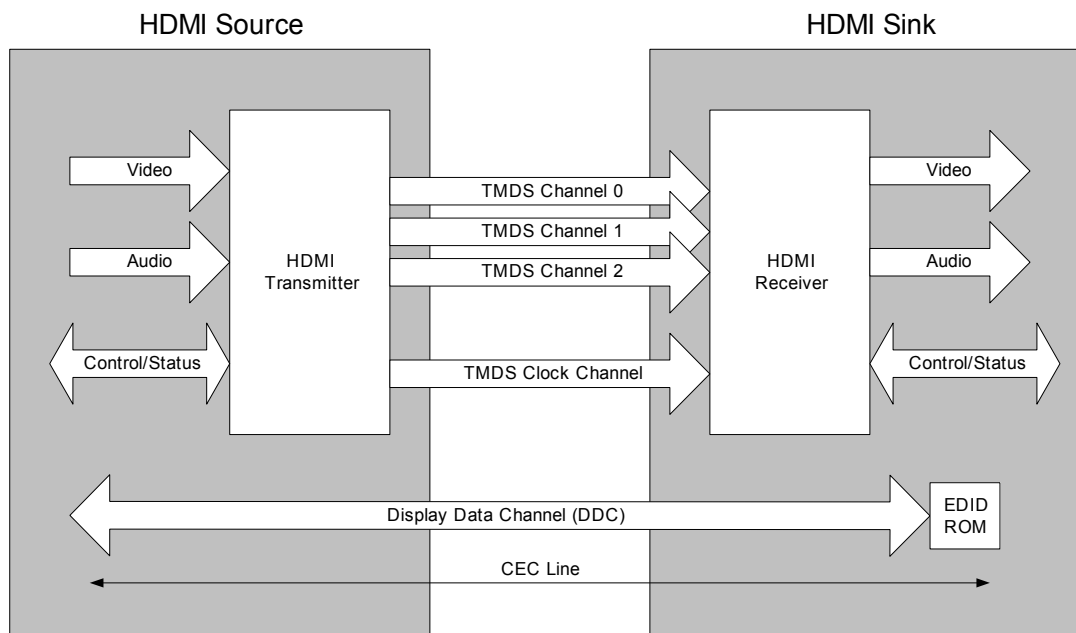 HDMI Source
HDMI Sink
Video
Audio
Control/Status
HDMI
Transmitter
TMDS Channel 0
TMDS Channel 1
TMDS Channel 2
TMDS Clock Channel
HDMI
Receiver
Video
Audio
Control/Status
Display Data Channel (DDC)
EDID
ROM
CEC Line